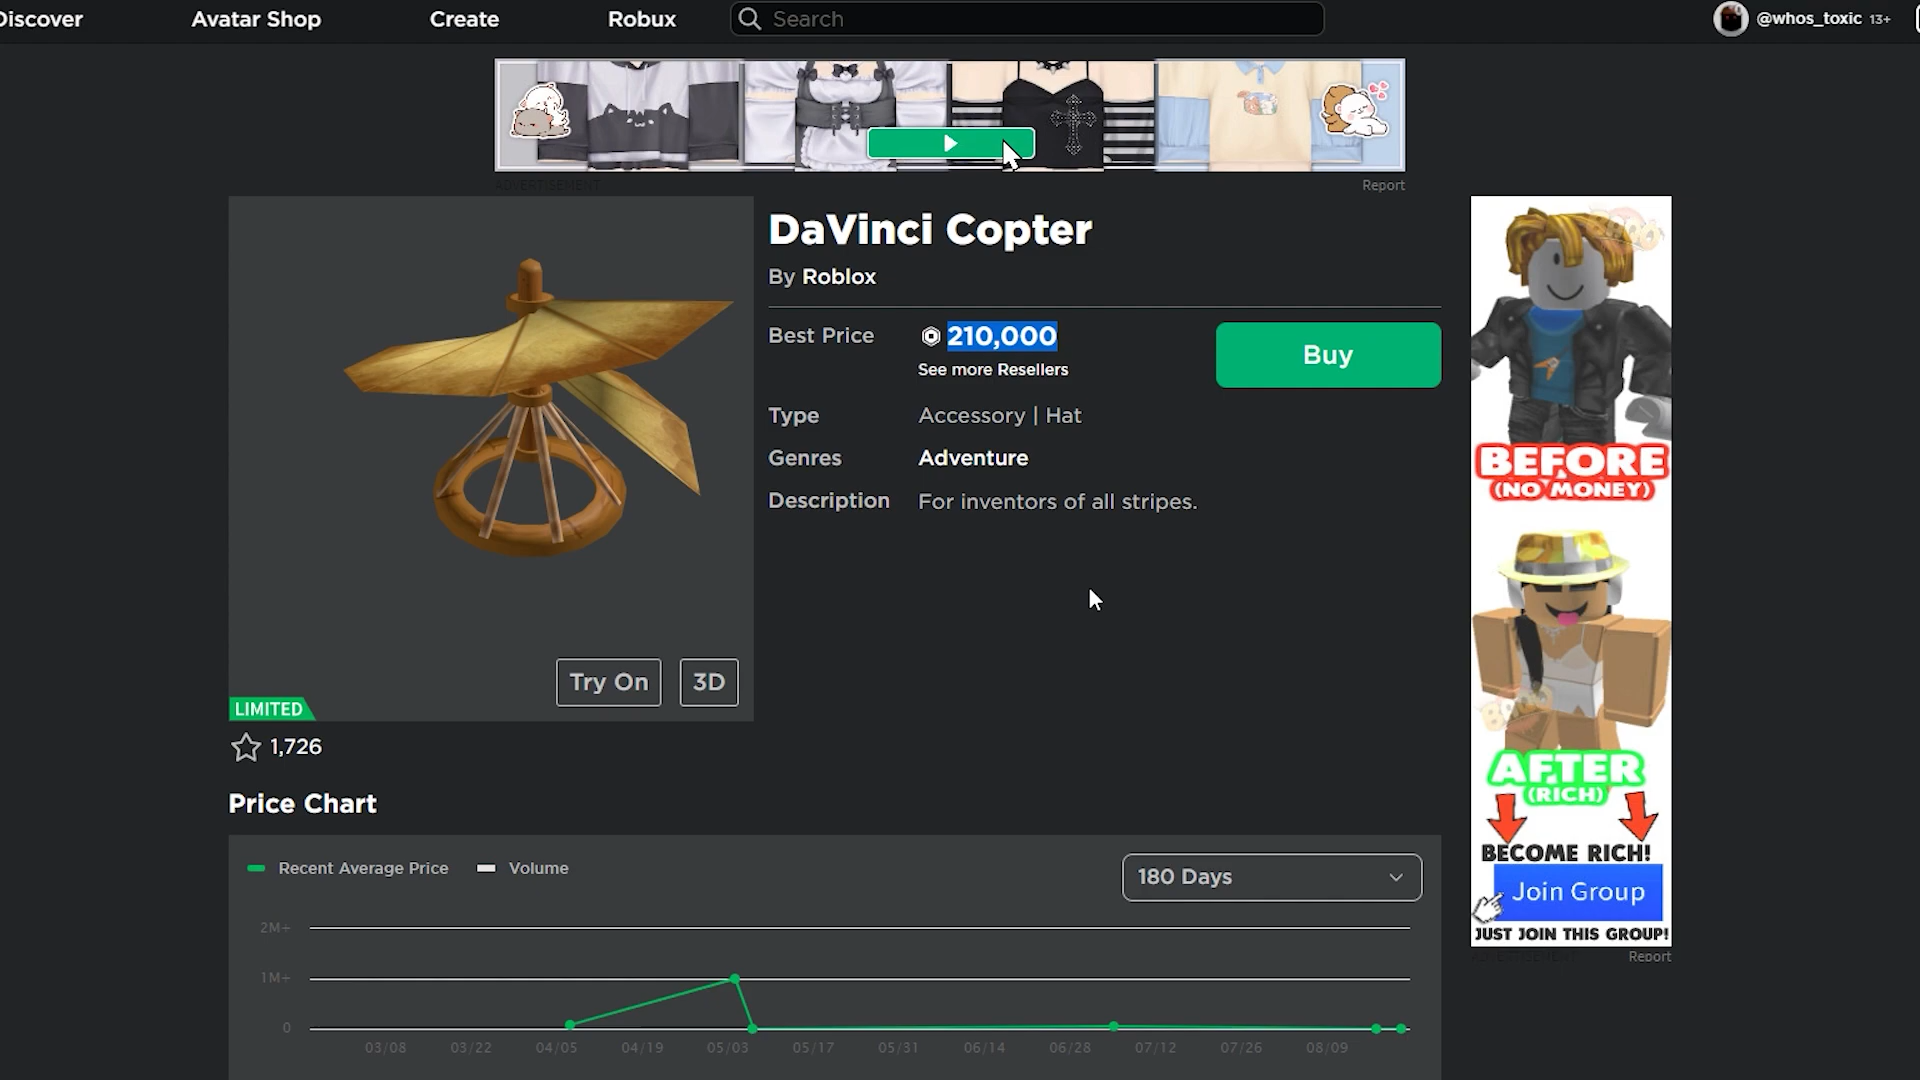 Discover
Avatar Shop
Create
Robux
Search
@whos_toxic 13+
ADVERTISEMENT
Report
DaVinci Copter
By Roblox
Best Price
210,000
See more Resellers
Buy
Type
Accessory | Hat
Genres
Adventure
Description
For inventors of all stripes.
Try On
3D
LIMITED
1,726
Price Chart
Recent Average Price
Volume
180 Days
2M+
1M+
0
03/08
03/22
04/05
04/19
05/03
05/17
05/31
06/14
06/28
07/12
07/26
08/09
BEFORE
(NO MONEY)
AFTER
(RICH)
BECOME RICH!
Join Group
JUST JOIN THIS GROUP!
ADVERTISEMENT
Report